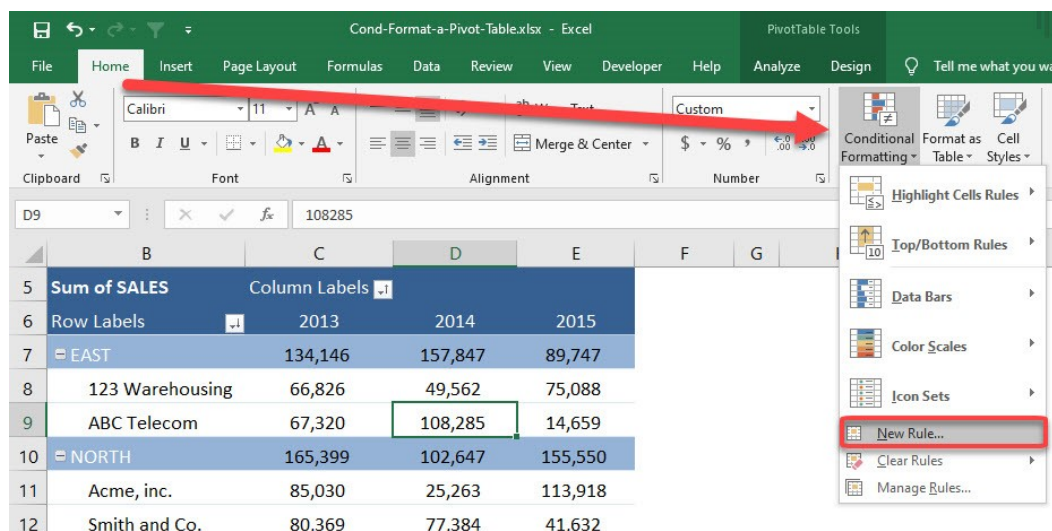 Cond-Format-a-Pivot-Table.xlsx - Excel
PivotTable Tools
File Home Insert Page Layout Formulas Data Review View Developer Help Analyze Design Tell me what you wa
Paste
Calibri 11 A A
Custom
B I U A
Merge & Center
$ % , .00
Conditional Formatting
Format as Table
Cell Styles
Clipboard Font Alignment Number
Highlight Cells Rules
Top/Bottom Rules
Data Bars
Color Scales
Icon Sets
New Rule...
Clear Rules
Manage Rules...
D9 fx 108285
B C D E F G
5 Sum of SALES Column Labels
6 Row Labels 2013 2014 2015
7 EAST 134,146 157,847 89,747
8 123 Warehousing 66,826 49,562 75,088
9 ABC Telecom 67,320 108,285 14,659
10 NORTH 165,399 102,647 155,550
11 Acme, inc. 85,030 25,263 113,918
12 Smith and Co. 80,369 77,384 41,632